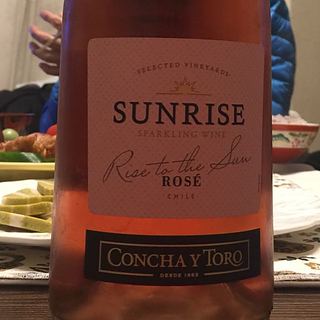 SELECTED VINEYARDS
SUNRISE
SPARKLING WINE
Rise to the Sun
ROSÉ
CHILE
CONCHA Y TORO
DESDE 1883